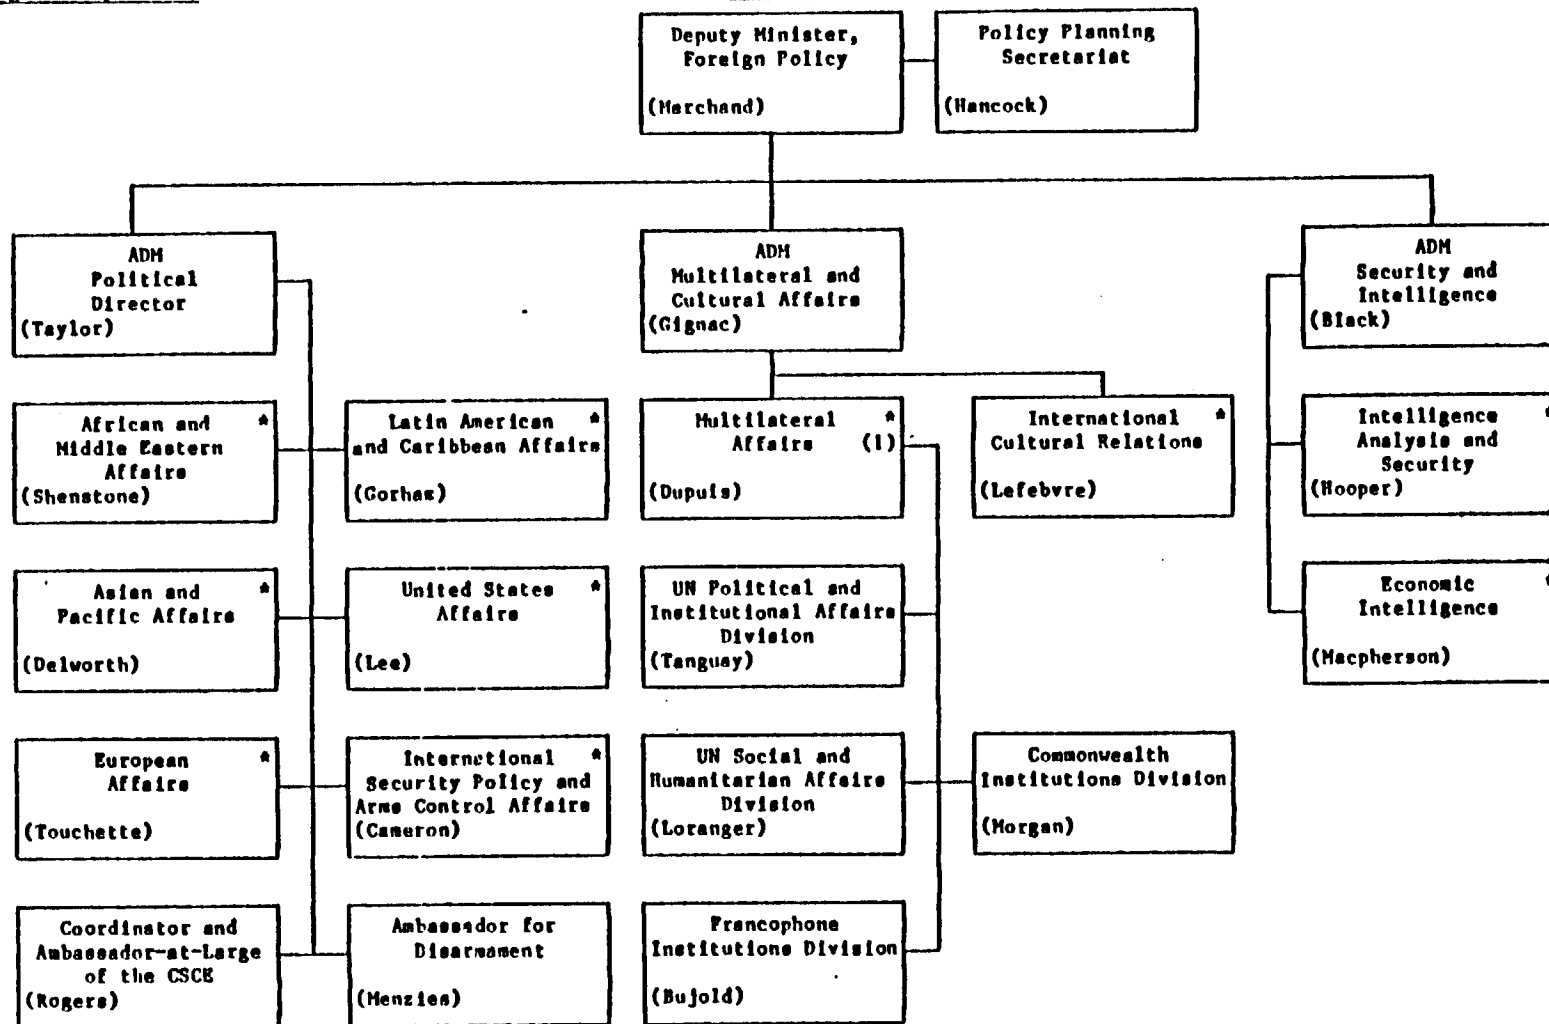 Deputy Minister,
Foreign Policy
(Marchand)
Policy Planning
Secretariat
(Hancock)
ADM
Political
Director
(Taylor)
ADM
Multilateral and
Cultural Affairs
(Gignac)
ADM
Security and
Intelligence
(Black)
African and *
Middle Eastern
Affairs
(Shenstone)
Latin American *
and Caribbean Affairs
(Gorham)
Multilateral *
Affairs (1)
(Dupuis)
International *
Cultural Relations
(Lefebvre)
Intelligence *
Analysis and
Security
(Hooper)
Asian and *
Pacific Affairs
(Delworth)
United States *
Affairs
(Lee)
UN Political and
Institutional Affairs
Division
(Tanguay)
Economic *
Intelligence
(Macpherson)
European *
Affairs
(Touchette)
International *
Security Policy and
Arms Control Affairs
(Cameron)
UN Social and
Humanitarian Affairs
Division
(Loranger)
Commonwealth
Institutions Division
(Morgan)
Coordinator and
Ambassador-at-Large
of the CSCE
(Rogers)
Ambassador for
Disarmament
(Menzies)
Francophone
Institutions Division
(Bujold)